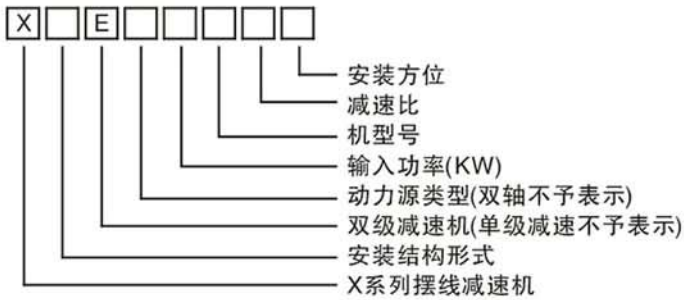 X E
安装方位
减速比
机型号
输入功率(KW)
动力源类型(双轴不予表示)
双级减速机(单级减速不予表示)
安装结构形式
X系列摆线减速机